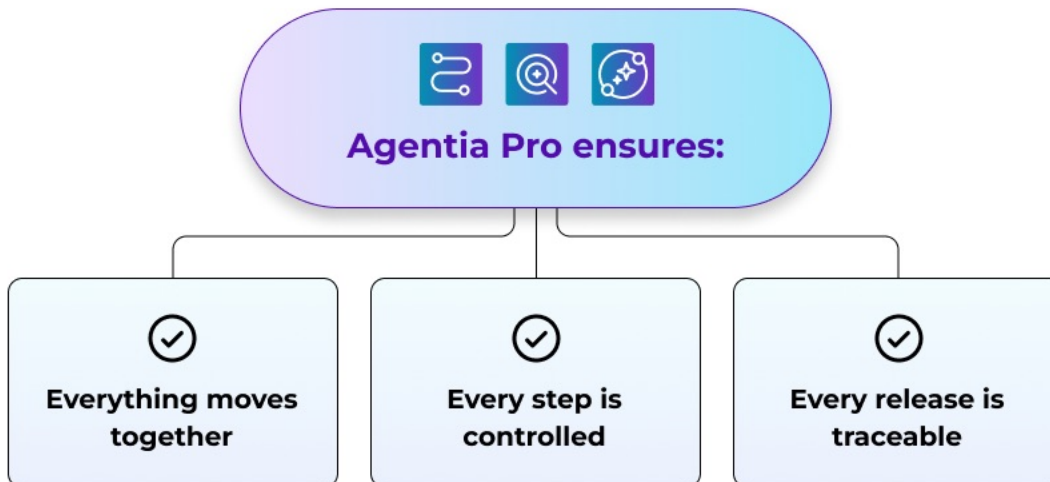 Agentia Pro ensures:
Everything moves
together
Every step is
controlled
Every release is
traceable